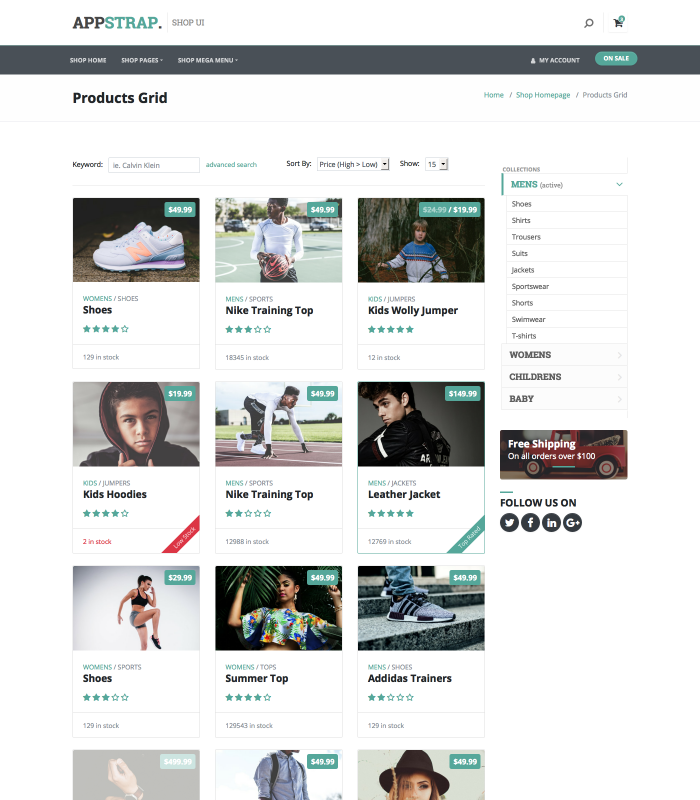 APPSTRAP. SHOP UI
SHOP HOME SHOP PAGES SHOP MEGA MENU MY ACCOUNT ON SALE
Products Grid
Home / Shop Homepage / Products Grid
Keyword: ie. Calvin Klein advanced search Sort By: Price (High > Low) Show: 15
$49.99
WOMENS / SHOES
Shoes
129 in stock
$49.99
MENS / SPORTS
Nike Training Top
18345 in stock
$24.99 / $19.99
KIDS / JUMPERS
Kids Wolly Jumper
12 in stock
$19.99
KIDS / JUMPERS
Kids Hoodies
2 in stock
Low Stock
$49.99
MENS / SPORTS
Nike Training Top
12988 in stock
$149.99
MENS / JACKETS
Leather Jacket
12769 in stock
Top Rated
$29.99
WOMENS / SPORTS
Shoes
129 in stock
$49.99
WOMENS / TOPS
Summer Top
129543 in stock
$49.99
MENS / SHOES
Addidas Trainers
129 in stock
$499.99
$49.99
$49.99
COLLECTIONS
MENS (active)
Shoes
Shirts
Trousers
Suits
Jackets
Sportswear
Shorts
Swimwear
T-shirts
WOMENS
CHILDRENS
BABY
Free Shipping
On all orders over $100
FOLLOW US ON